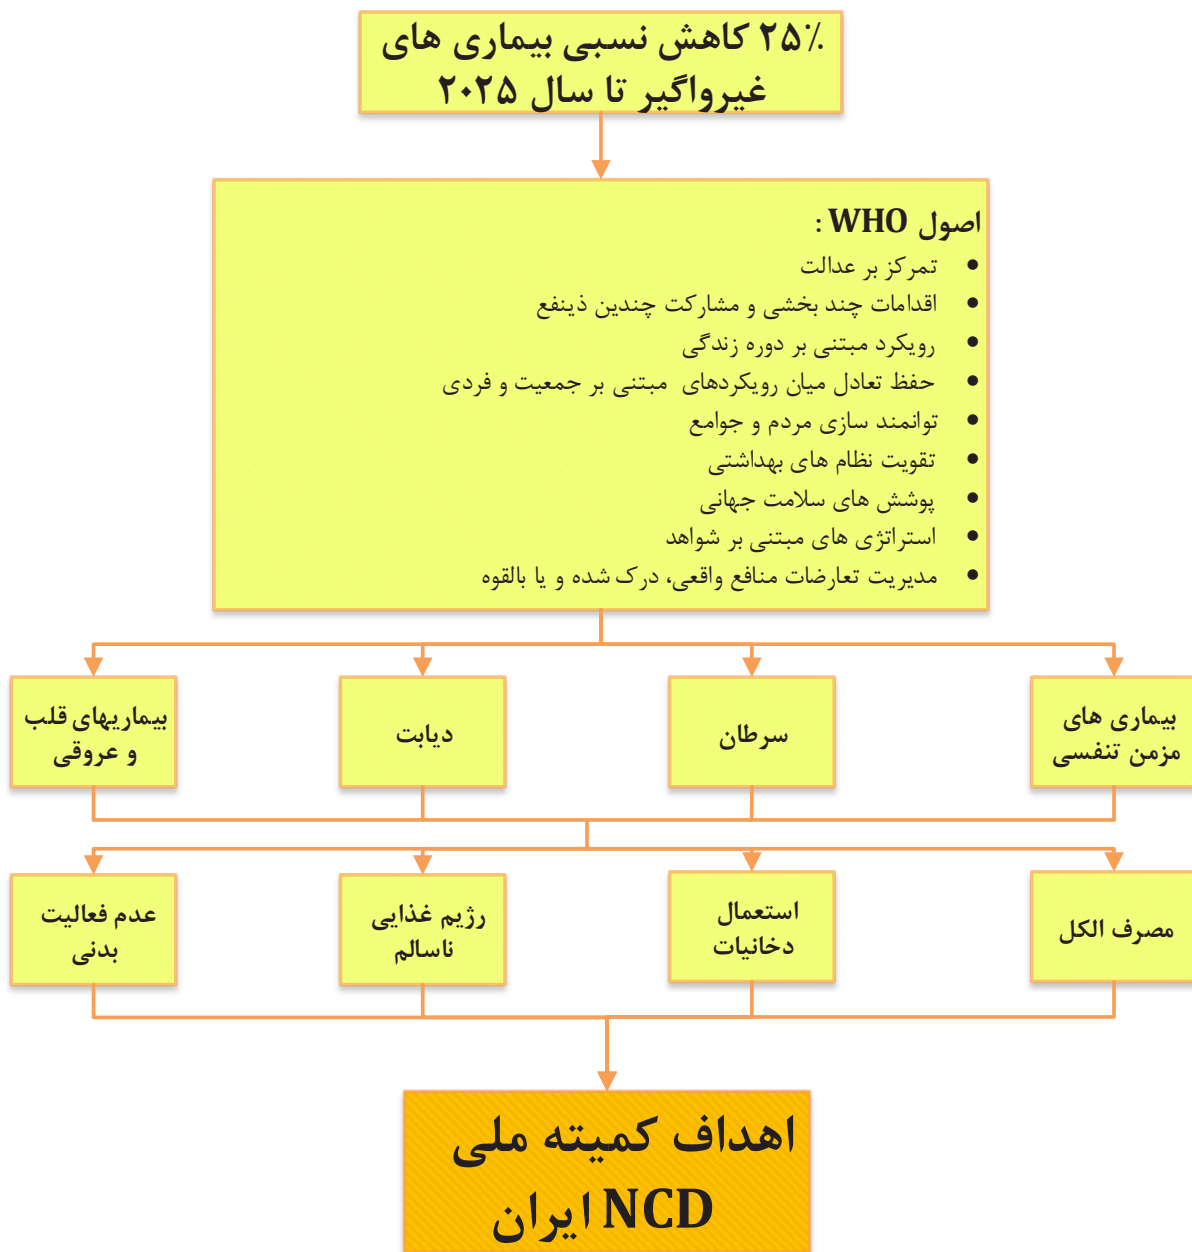 ۲۵٪ کاهش نسبی بیماری های
غیرواگیر تا سال ۲۰۲۵
اصول WHO :
• تمرکز بر عدالت
• اقدامات چند بخشی و مشارکت چندین ذینفع
• رویکرد مبتنی بر دوره زندگی
• حفظ تعادل میان رویکردهای مبتنی بر جمعیت و فردی
• توانمند سازی مردم و جوامع
• تقویت نظام های بهداشتی
• پوشش های سلامت جهانی
• استراتژی های مبتنی بر شواهد
• مدیریت تعارضات منافع واقعی، درک شده و یا بالقوه
بیماری های
مزمن تنفسی
سرطان
دیابت
بیماریهای قلب
و عروقی
مصرف الکل
استعمال
دخانیات
رژیم غذایی
ناسالم
عدم فعالیت
بدنی
اهداف کمیته ملی
NCD ایران